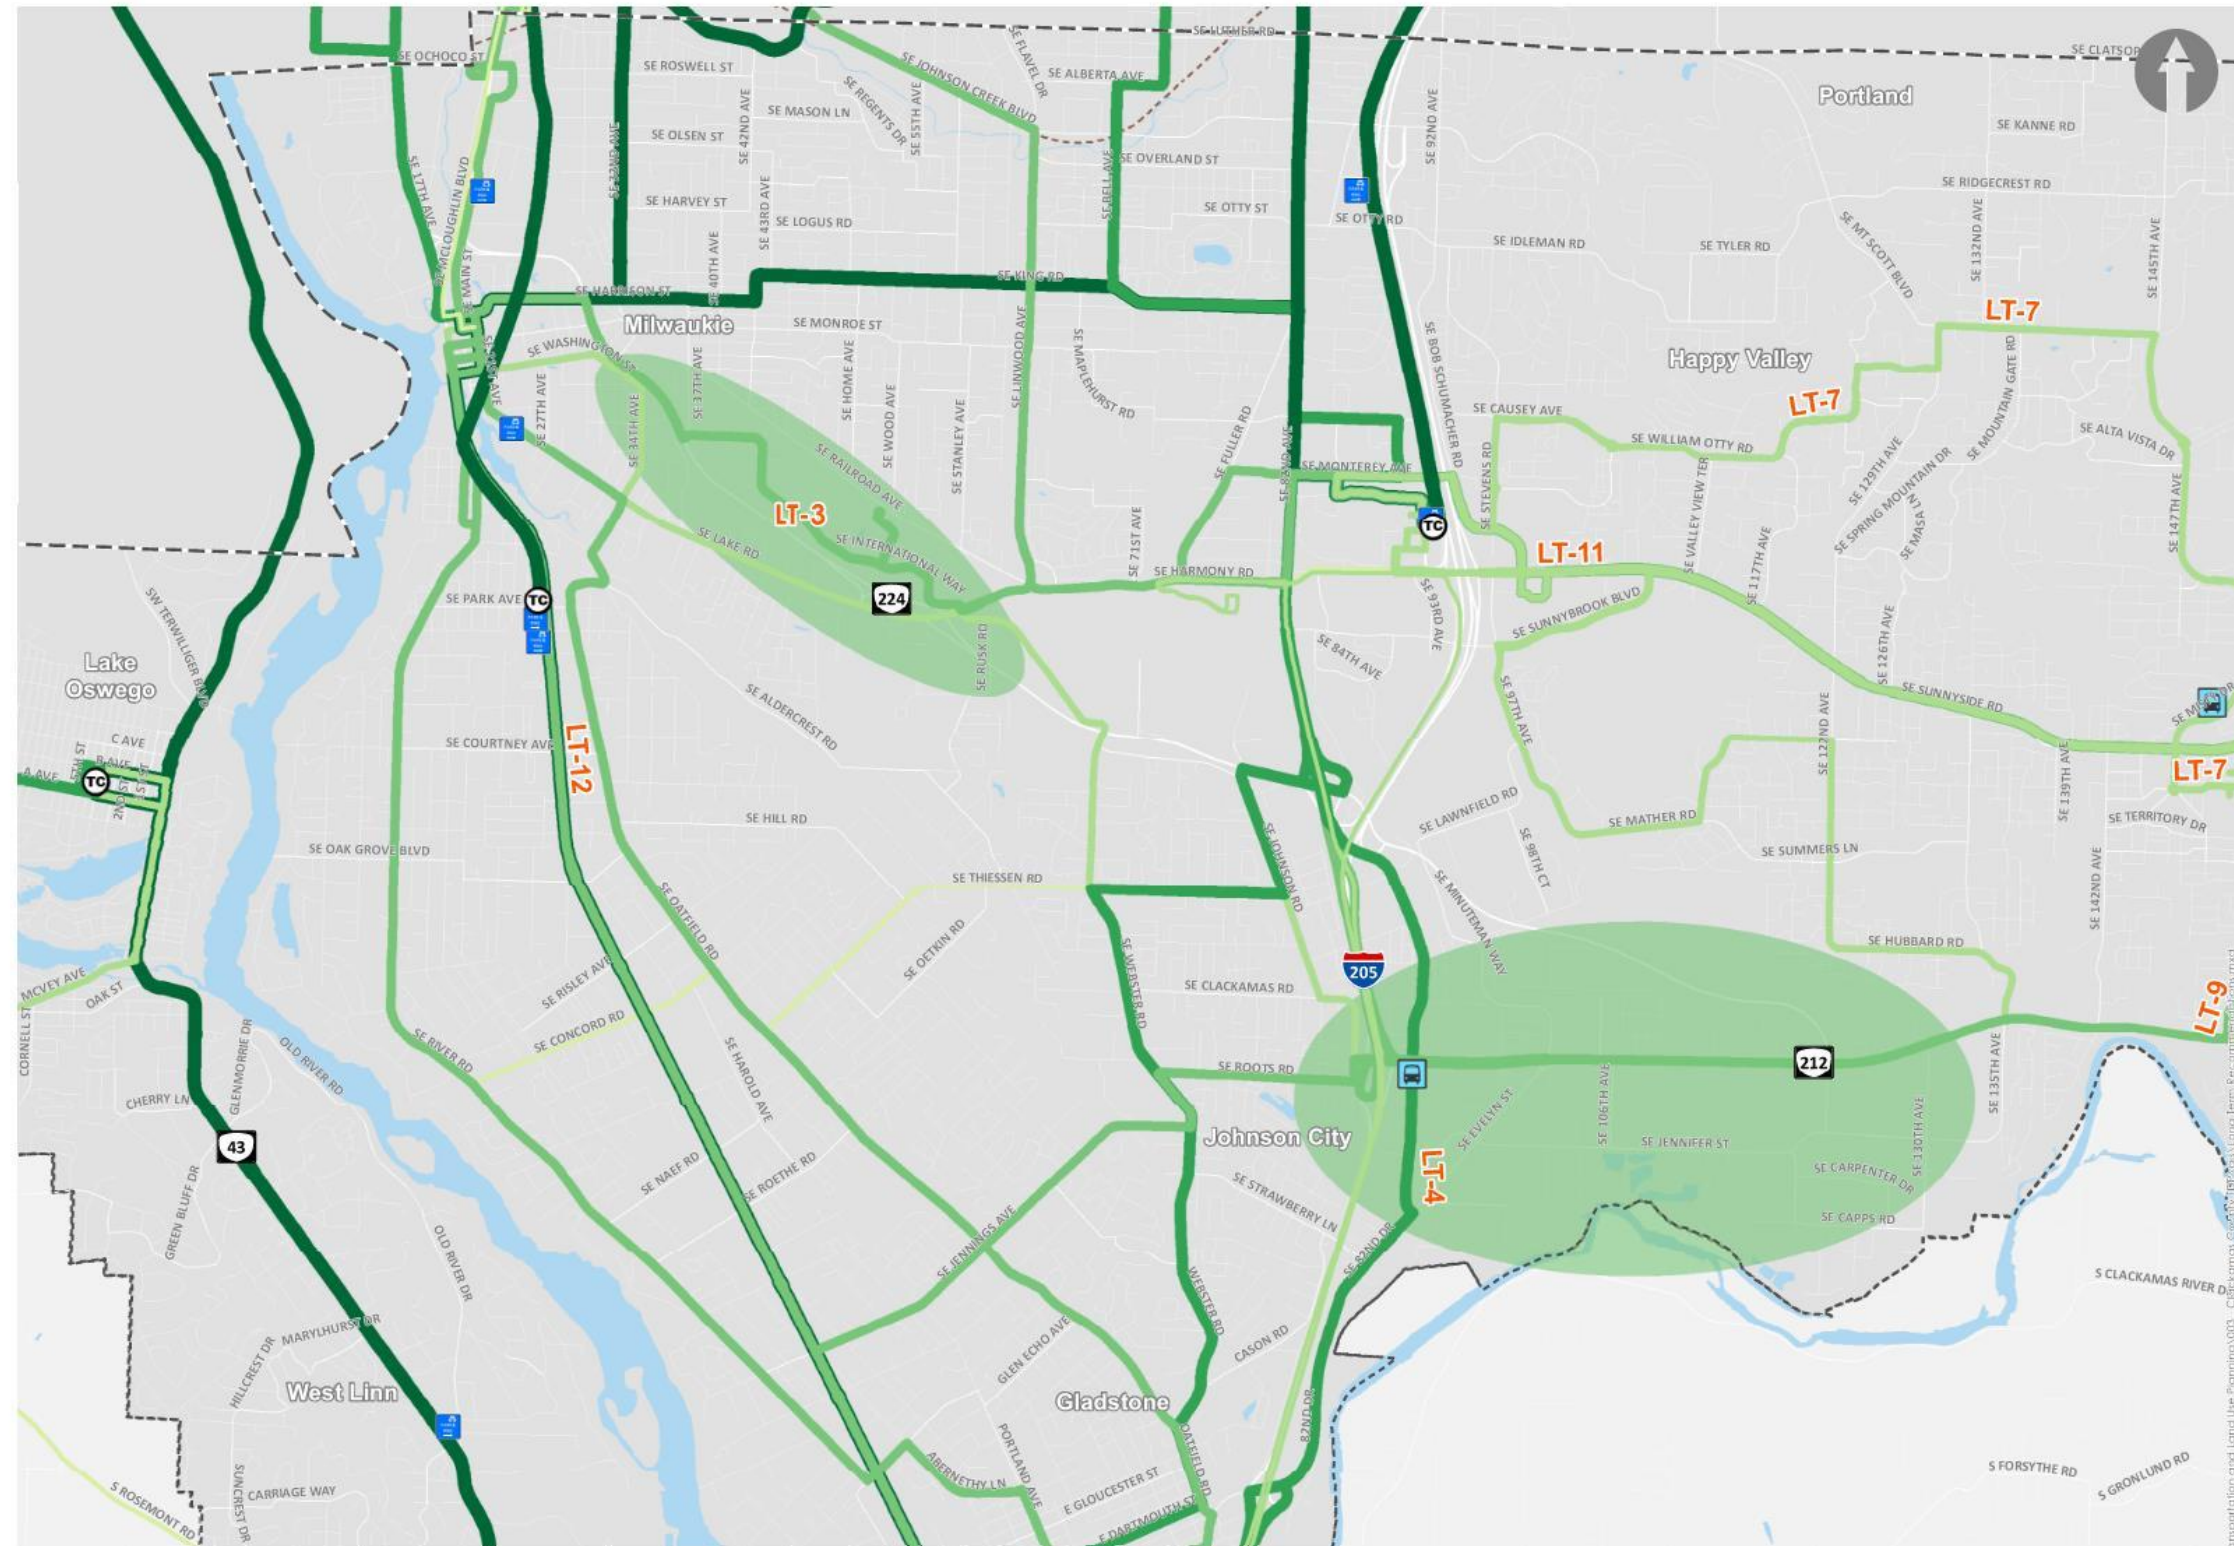 SE OCHOCO ST
SE ROSWELL ST
SE JOHNSON CREEK BLVD
SE FLAVEL DR
SE LUTHER RD
SE ALBERTA AVE
SE CLATSOP
Portland
SE KANNE RD
SE MASON LN
SE REGENTS DR
SE 55TH AVE
SE 42ND AVE
SE OLSEN ST
SE 32ND AVE
SE OVERLAND ST
SE 92ND AVE
SE RIDGECREST RD
SE 17TH AVE
SE MCLOUGHLIN BLVD
SE MAIN ST
SE HARVEY ST
SE 43RD AVE
SE LOGUS RD
SE BELL AVE
SE OTTY ST
SE OTTY RD
SE IDLEMAN RD
SE TYLER RD
SE MT SCOTT BLVD
SE 132ND AVE
SE 145TH AVE
SE 40TH AVE
SE KING RD
SE HARRISON ST
Milwaukie
SE MONROE ST
LT-7
SE WASHINGTON ST
SE 27TH AVE
SE 34TH AVE
SE 37TH AVE
SE HOME AVE
SE WOOD AVE
SE STANLEY AVE
SE LINWOOD AVE
SE MAPLEHURST RD
SE FULLER RD
SE 82ND AVE
SE BOB SCHUMACHER RD
Happy Valley
LT-7
SE CAUSEY AVE
SE WILLIAM OTTY RD
SE 129TH AVE
SE MOUNTAIN GATE RD
SE SPRING MOUNTAIN DR
SE MASA LN
SE ALTA VISTA DR
SE 147TH AVE
SE RAILROAD AVE
SE MONTEREY AVE
SE STEVENS RD
SE VALLEY VIEW TER
SE 117TH AVE
TC
LT-3
SE INTERNATIONAL WAY
SE LAKE RD
SE 71ST AVE
SE HARMONY RD
LT-11
SE SUNNYBROOK BLVD
SW TERWILLIGER BLVD
SE PARK AVE
TC
224
SE RUSK RD
SE 84TH AVE
SE 93RD AVE
SE 97TH AVE
SE 126TH AVE
SE SUNNYSIDE RD
Lake
Oswego
SE ALDERCREST RD
SE 122ND AVE
SE 139TH AVE
LT-7
C AVE
B AVE
A AVE
5TH ST
2ND ST
1ST ST
TC
SE COURTNEY AVE
LT-12
SE HILL RD
SE OAK GROVE BLVD
SE JOHNSON RD
SE LAWNFIELD RD
SE 98TH CT
SE MATHER RD
SE SUMMERS LN
SE TERRITORY DR
SE THIESSEN RD
SE OATFIELD RD
SE OETKIN RD
SE MINUTEMAN WAY
SE 142ND AVE
SE HUBBARD RD
SE WEBSTER RD
205
MCVEY AVE
OAK ST
CORNELL ST
SE RISLEY AVE
SE CONCORD RD
SE CLACKAMAS RD
LT-9
GLENMORRIE DR
OLD RIVER RD
SE RIVER RD
SE HAROLD AVE
SE ROOTS RD
212
SE 106TH AVE
SE 135TH AVE
CHERRY LN
43
SE EVELYN ST
SE 130TH AVE
Johnson City
SE JENNIFER ST
SE CARPENTER DR
LT-4
SE NAEF RD
SE ROETHE RD
SE STRAWBERRY LN
SE CAPPS RD
GREEN BLUFF DR
OLD RIVER DR
SE JENNINGS AVE
SE 82ND DR
S CLACKAMAS RIVER D
MARYLHURST DR
HILLCREST DR
West Linn
GLEN ECHO AVE
WEBSTER RD
CASON RD
Gladstone
82ND DR
PORTLAND AVE
OATFIELD RD
ABERNETHY LN
E GLOUCESTER ST
E DARTMOUTH ST
S ROSEMONT RD
SUNCREST DR
CARRIAGE WAY
S FORSYTHE RD
S GRONLUND RD